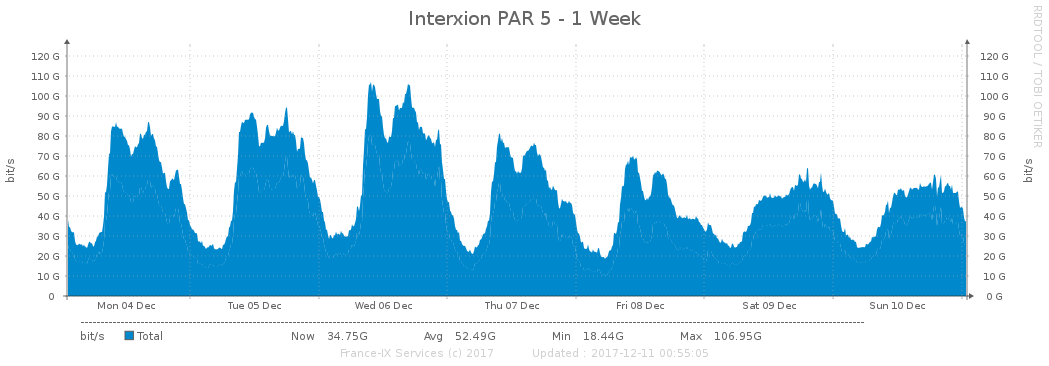 Interxion PAR 5 - 1 Week
RRDTOOL / TOBI OETIKER
bit/s
bit/s
120 G 120 G
110 G 110 G
100 G 100 G
90 G 90 G
80 G 80 G
70 G 70 G
60 G 60 G
50 G 50 G
40 G 40 G
30 G 30 G
20 G 20 G
10 G 10 G
0 0 G
Mon 04 Dec Tue 05 Dec Wed 06 Dec Thu 07 Dec Fri 08 Dec Sat 09 Dec Sun 10 Dec
bit/s Total Now 34.75G Avg 52.49G Min 18.44G Max 106.95G
France-IX Services (c) 2017 Updated : 2017-12-11 00:55:05